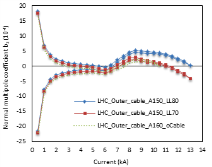 Normal multipole coefficient b₃ (10⁻⁴)
20
15
10
5
0
-5
-10
-15
-20
-25
0 1 2 3 4 5 6 7 8 9 10 11 12 13 14
Current [kA]
LHC_Outer_cable_A150_LL80
LHC_Outer_cable_A150_LL70
LHC_Outer_cable_A160_oCable